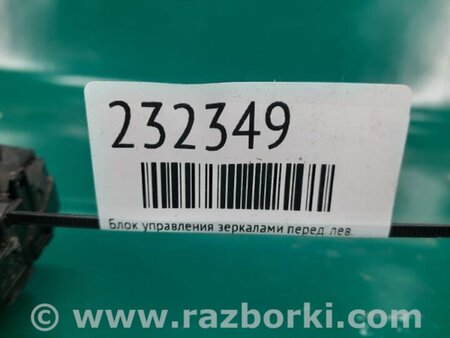 232349
Блок управления зеркалами перед. лев.
© www.razborki.com